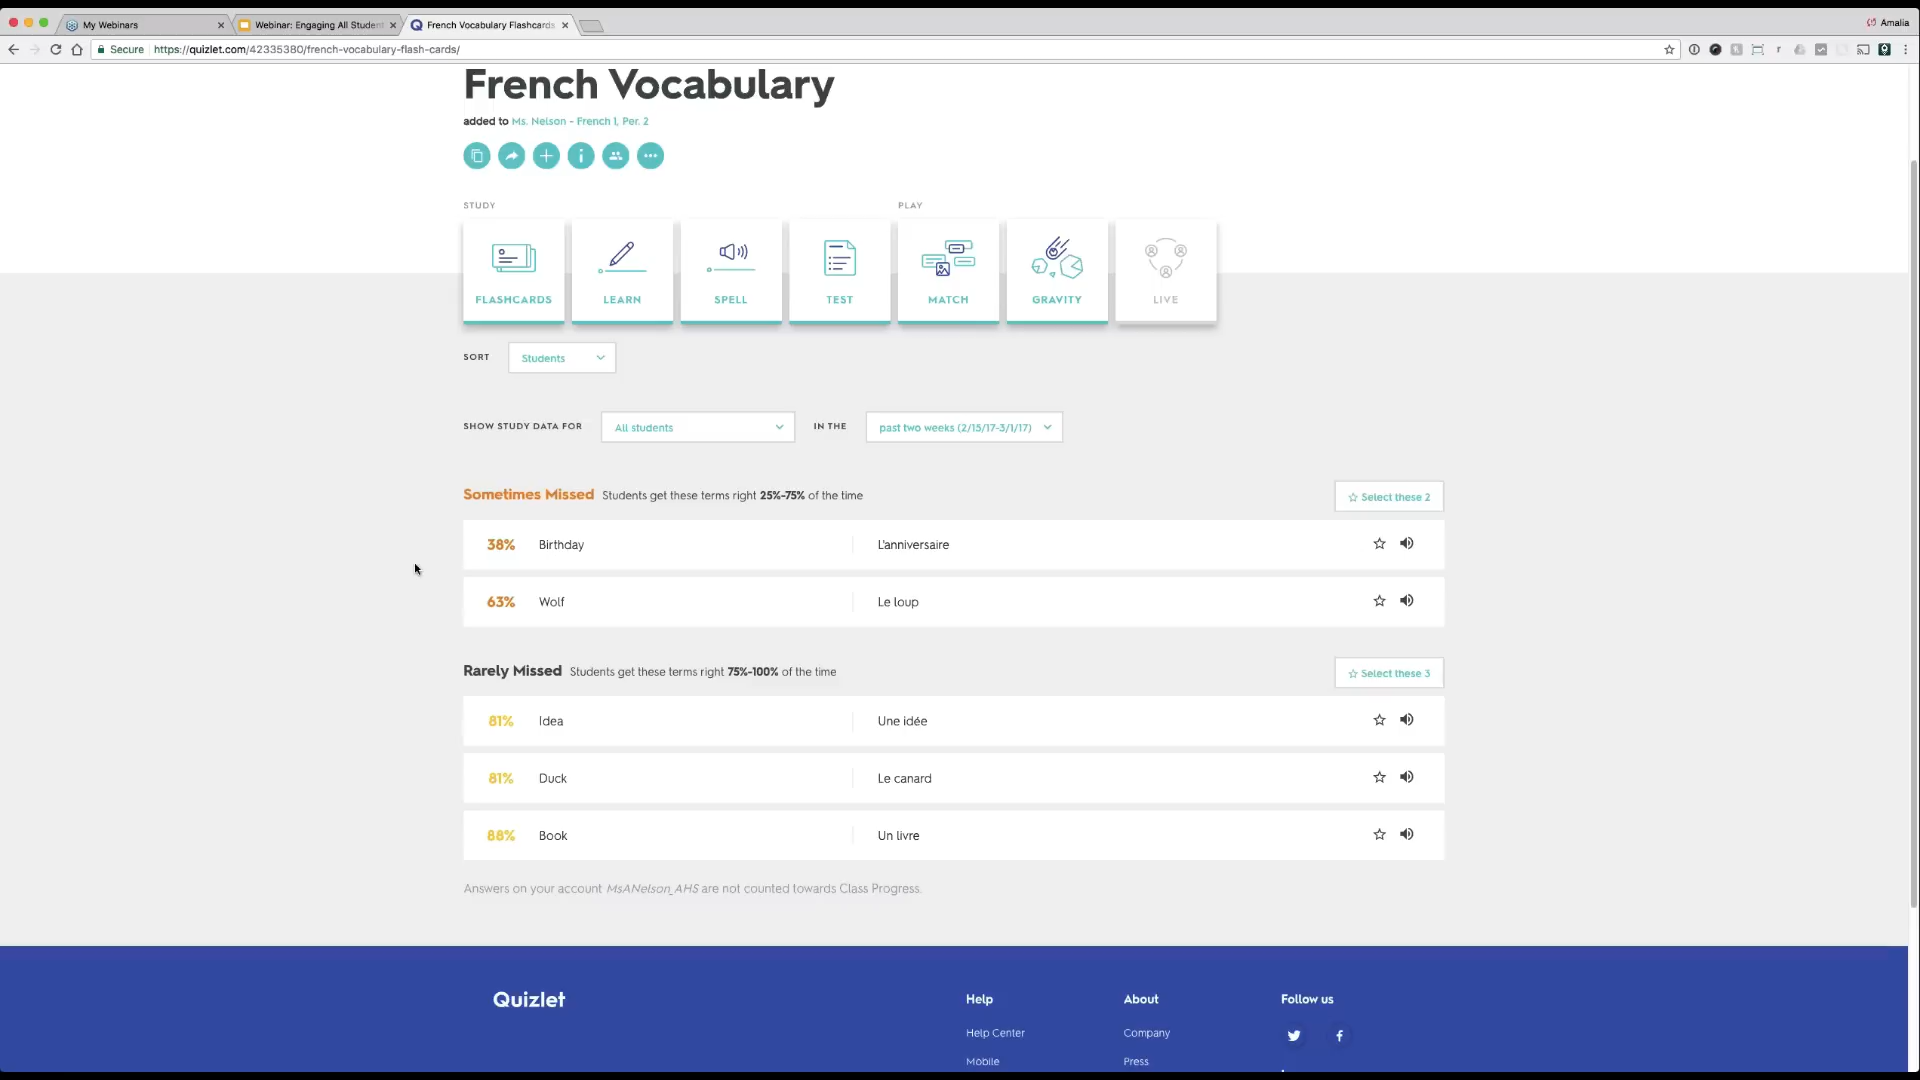 My Webinars
Webinar: Engaging All Student
French Vocabulary Flashcards
Amalia
Secure https://quizlet.com/42335380/french-vocabulary-flash-cards/
French Vocabulary
added to Ms. Nelson - French 1, Per. 2
STUDY
PLAY
FLASHCARDS
LEARN
SPELL
TEST
MATCH
GRAVITY
LIVE
SORT Students
SHOW STUDY DATA FOR All students IN THE past two weeks (2/15/17-3/1/17)
Sometimes Missed Students get these terms right 25%-75% of the time
Select these 2
38% Birthday L'anniversaire
63% Wolf Le loup
Rarely Missed Students get these terms right 75%-100% of the time
Select these 3
81% Idea Une idée
81% Duck Le canard
88% Book Un livre
Answers on your account MsANelson_AHS are not counted towards Class Progress.
Quizlet
Help
About
Follow us
Help Center
Company
Mobile
Press